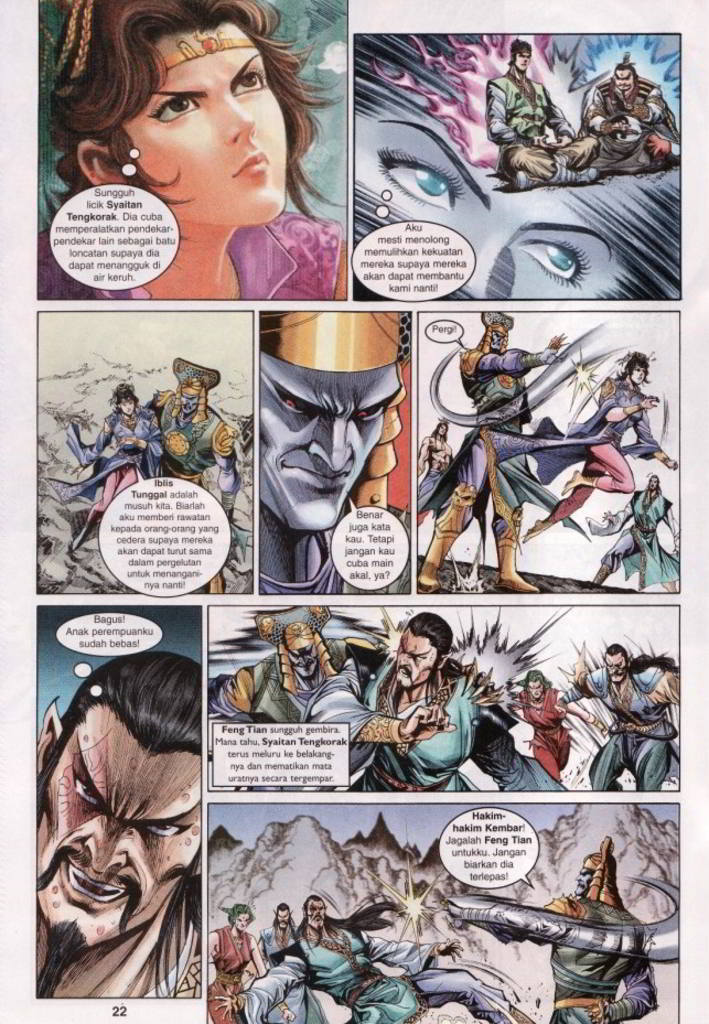 Sungguh
licik Syaitan
Tengkorak. Dia cuba
memperalatkan pendekar-
pendekar lain sebagai batu
loncatan supaya dia
dapat menangguk di
air keruh.
Aku
mesti menolong
memulihkan kekuatan
mereka supaya mereka
akan dapat membantu
kami nanti!
Iblis
Tunggal adalah
musuh kita. Biarlah
aku memberi rawatan
kepada orang-orang yang
cedera supaya mereka
akan dapat turut sama
dalam pergelutan
untuk menangani-
nya nanti!
Benar
juga kata
kau. Tetapi
jangan kau
cuba main
akal, ya?
Pergi!
Bagus!
Anak perempuanku
sudah bebas!
Feng Tian sungguh gembira.
Mana tahu, Syaitan Tengkorak
terus meluru ke belakang-
nya dan mematikan mata
uratnya secara tergempar.
Hakim-
hakim Kembar!
Jagalah Feng Tian
untukku. Jangan
biarkan dia
terlepas!
22